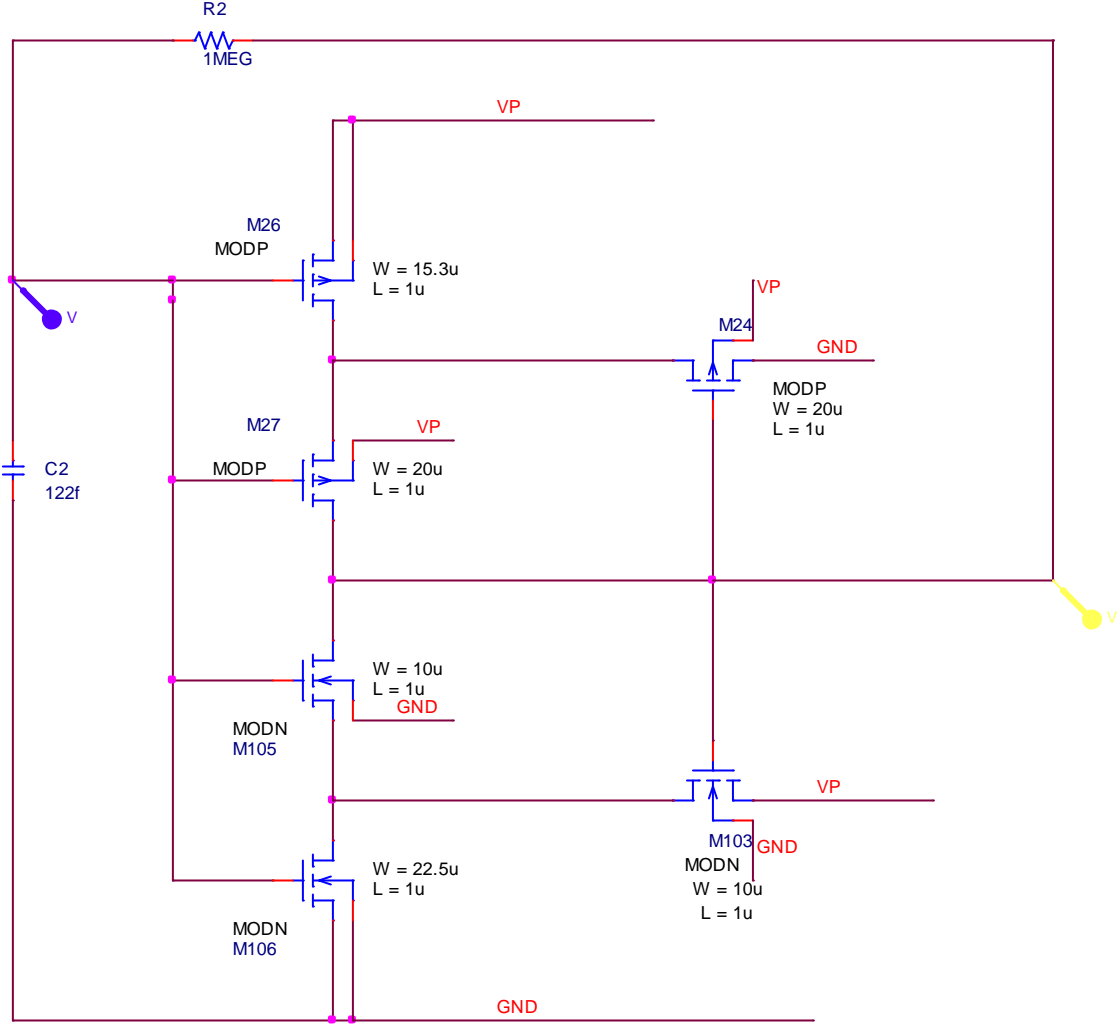 R2
1MEG
VP
M26
MODP
W = 15.3u
L = 1u
V
VP
M24
GND
MODP
W = 20u
L = 1u
M27
VP
MODP
W = 20u
L = 1u
C2
122f
V
W = 10u
L = 1u
GND
MODN
M105
VP
M103
GND
MODN
W = 10u
L = 1u
W = 22.5u
L = 1u
MODN
M106
GND